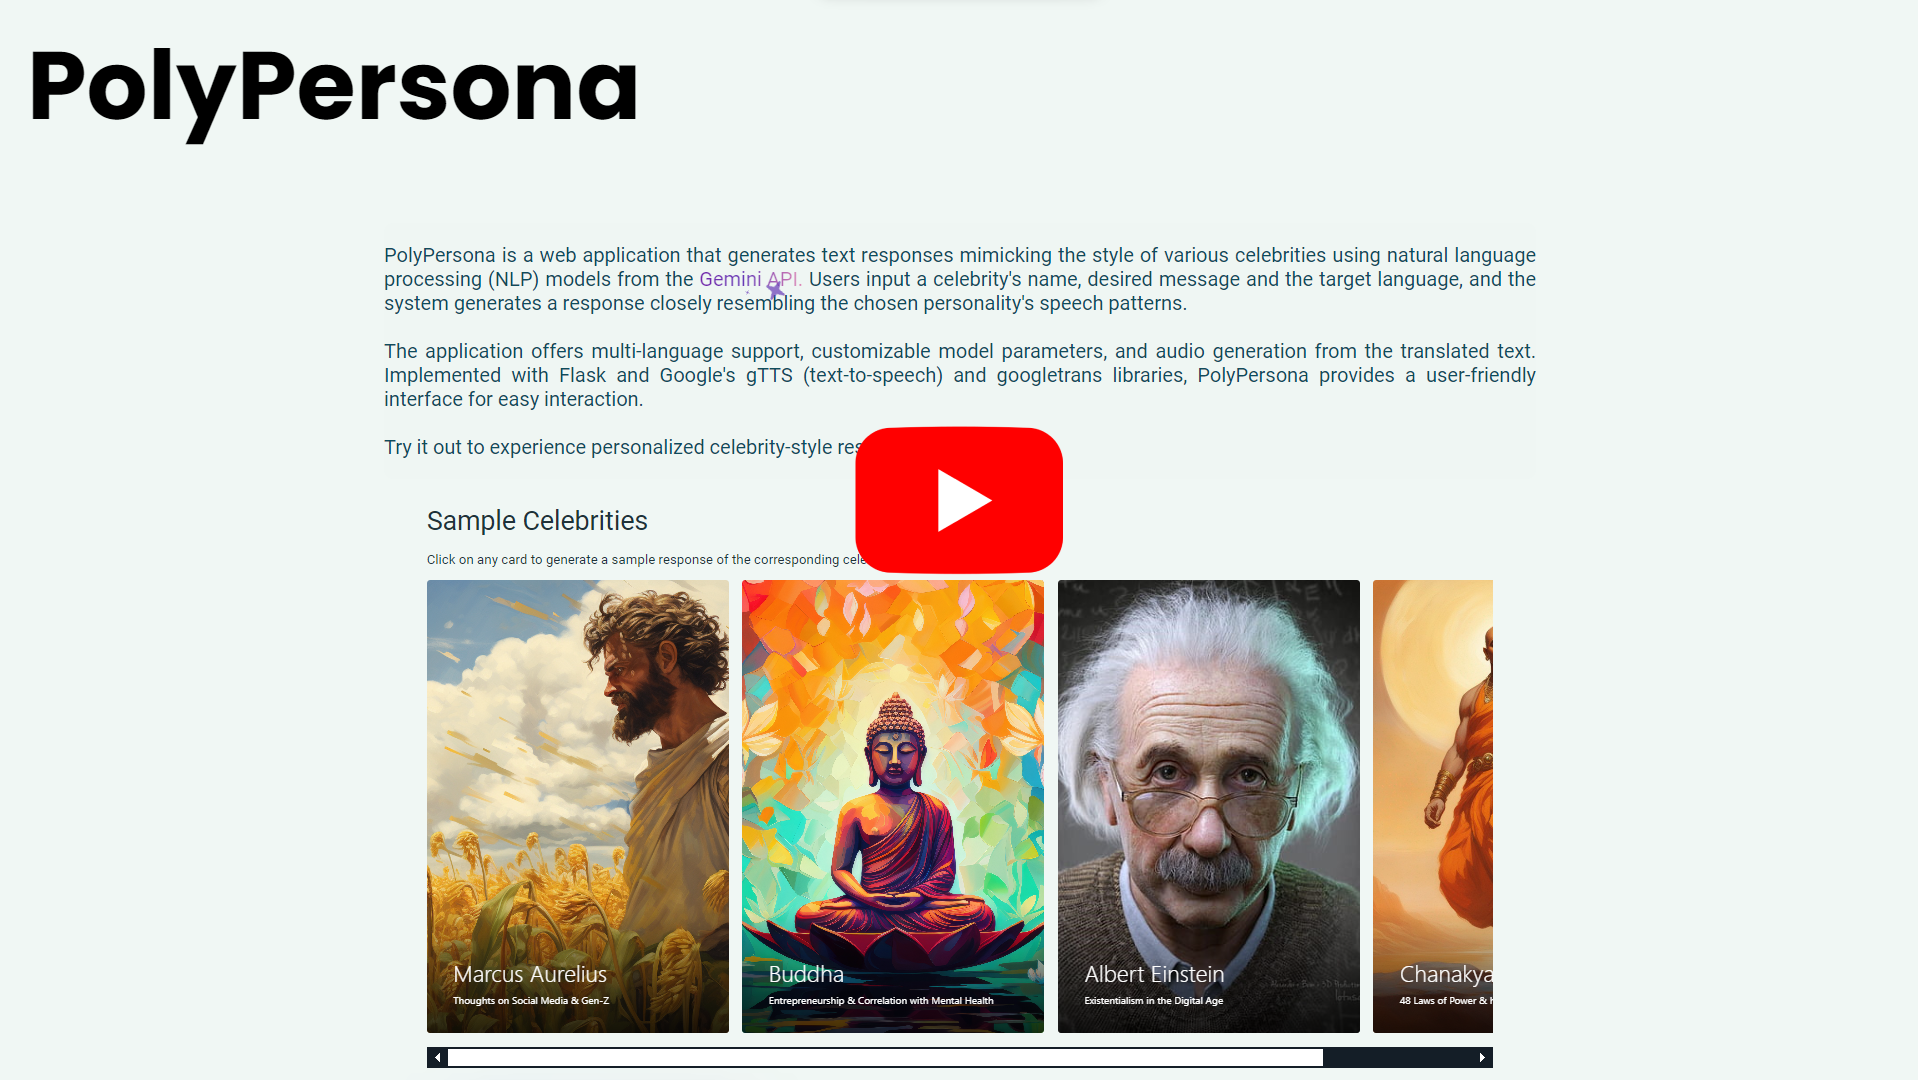 PolyPersona
PolyPersona is a web application that generates text responses mimicking the style of various celebrities using natural language
processing (NLP) models from the Gemini API. Users input a celebrity's name, desired message and the target language, and the
system generates a response closely resembling the chosen personality's speech patterns.
The application offers multi-language support, customizable model parameters, and audio generation from the translated text.
Implemented with Flask and Google's gTTS (text-to-speech) and googletrans libraries, PolyPersona provides a user-friendly
interface for easy interaction.
Try it out to experience personalized celebrity-style
Sample Celebrities
Click on any card to generate a sample response of the corresponding
Marcus Aurelius
Thoughts on Social Media & Gen-Z
Buddha
Entrepreneurship & Correlation with Mental Health
Albert Einstein
Existentialism in the Digital Age
Chanakya
48 Laws of Power &